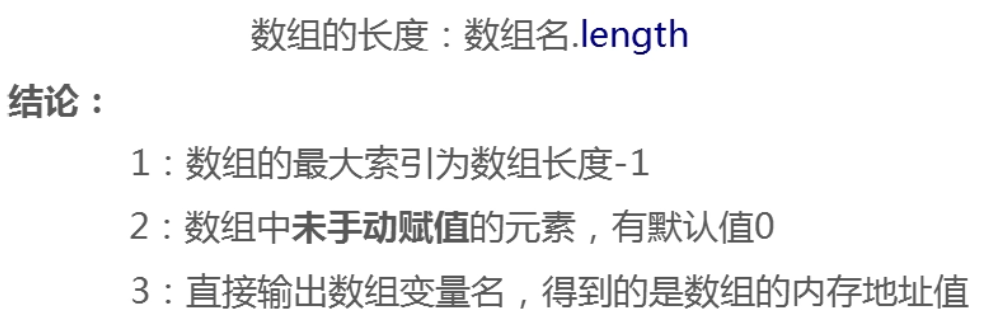 数组的长度：数组名.length
结论：
1：数组的最大索引为数组长度-1
2：数组中未手动赋值的元素，有默认值0
3：直接输出数组变量名，得到的是数组的内存地址值